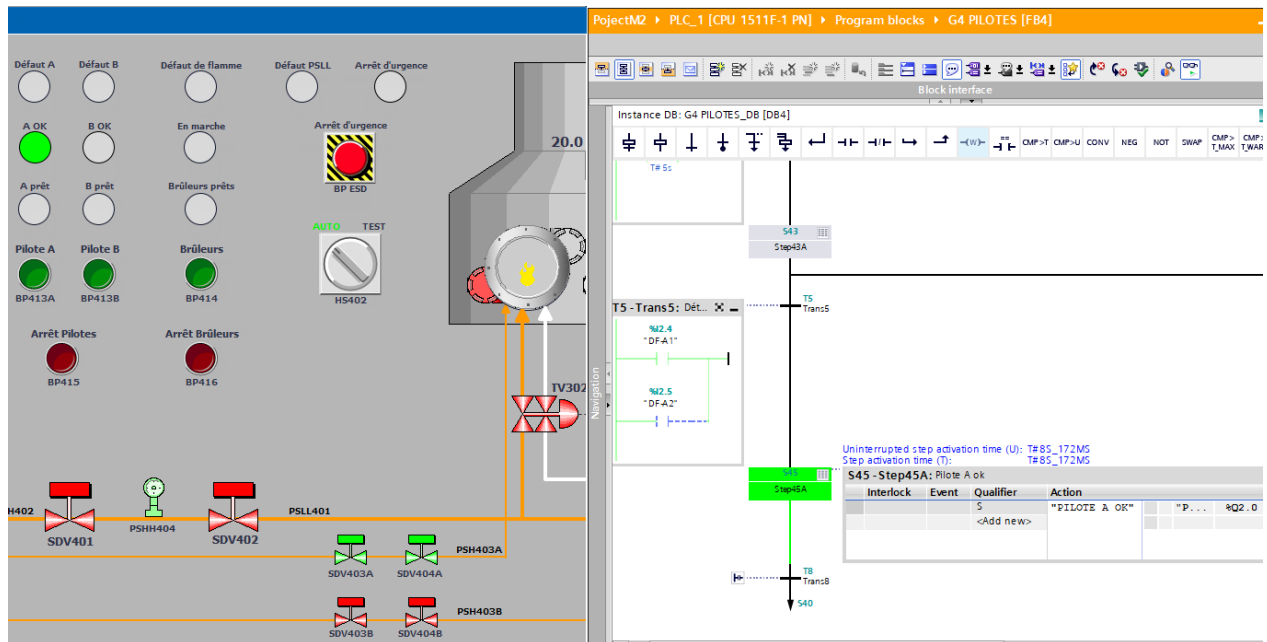 Défaut A
Défaut B
Défaut de flamme
Défaut PSLL
Arrêt d'urgence
A OK
B OK
En marche
Arrêt d'urgence
BP ESD
A prêt
B prêt
Brûleurs prêts
AUTO
TEST
HS402
Pilote A
Pilote B
Brûleurs
BP413A
BP413B
BP414
Arrêt Pilotes
Arrêt Brûleurs
BP415
BP416
20.0
TV302
H402
SDV401
PSHH404
SDV402
PSLL401
PSH403A
SDV403A
SDV404A
PSH403B
SDV403B
SDV404B
PojectM2 PLC_1 [CPU 1511F-1 PN] Program blocks G4 PILOTES [FB4]
Block interface
Instance DB: G4 PILOTES_DB [DB4]
CMP>T
CMP>U
CONV
NEG
NOT
SWAP
CMP> T_MAX
CMP> T_WAR
T#5s
S43
Step43A
T5 - Trans5: Dét...
T5
Trans5
%I2.4
"DF-A1"
%I2.5
"DF-A2"
Navigation
Uninterrupted step activation time (U): T#8S_172MS
Step activation time (T): T#8S_172MS
S45
Step45A
S45 - Step45A: Pilote A ok
Interlock Event Qualifier Action
S "PILOTE A OK" "P... %Q2.0
<Add new>
T8
Trans8
S40